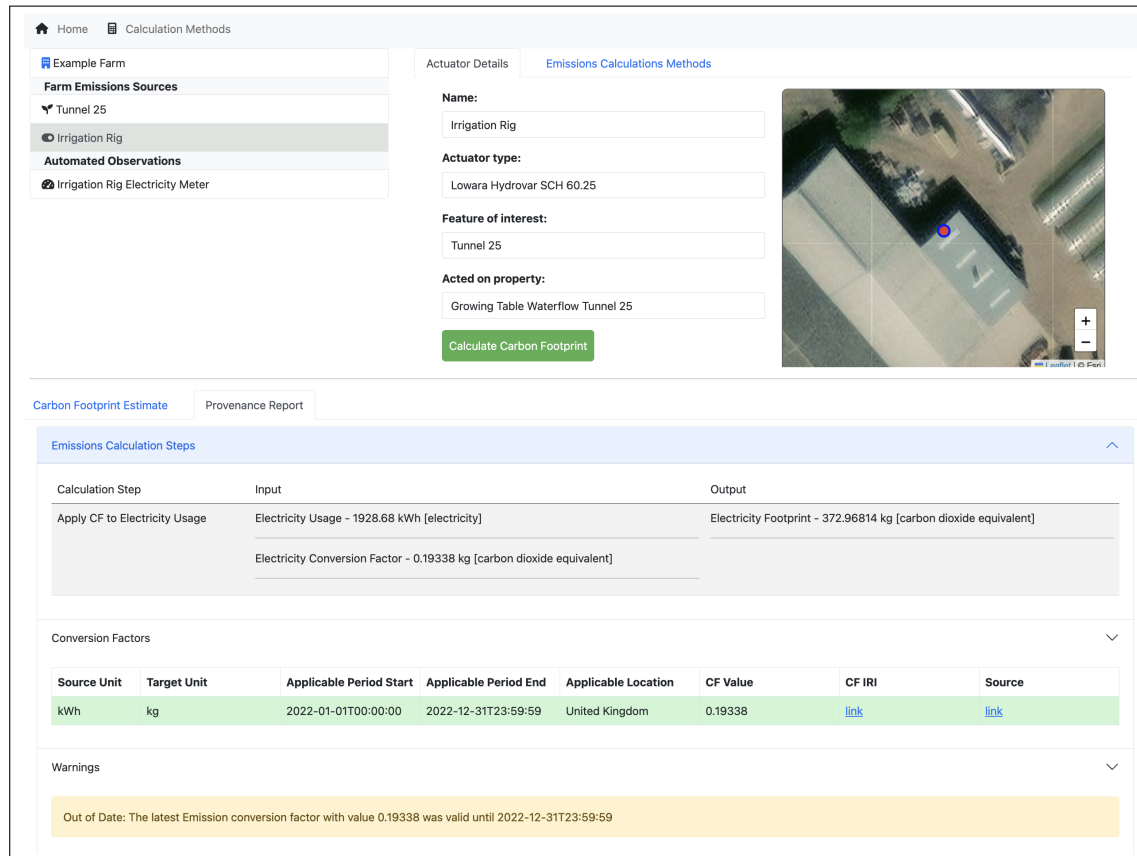 Home Calculation Methods
Example Farm
Farm Emissions Sources
Tunnel 25
Irrigation Rig
Automated Observations
Irrigation Rig Electricity Meter
Actuator Details Emissions Calculations Methods
Name:
Irrigation Rig
Actuator type:
Lowara Hydrovar SCH 60.25
Feature of interest:
Tunnel 25
Acted on property:
Growing Table Waterflow Tunnel 25
Calculate Carbon Footprint
+
−
Leaflet | © Esri
Carbon Footprint Estimate Provenance Report
Emissions Calculation Steps
Calculation Step Input Output
Apply CF to Electricity Usage Electricity Usage - 1928.68 kWh [electricity] Electricity Footprint - 372.96814 kg [carbon dioxide equivalent]
Electricity Conversion Factor - 0.19338 kg [carbon dioxide equivalent]
Conversion Factors
Source Unit Target Unit Applicable Period Start Applicable Period End Applicable Location CF Value CF IRI Source
kWh kg 2022-01-01T00:00:00 2022-12-31T23:59:59 United Kingdom 0.19338 link link
Warnings
Out of Date: The latest Emission conversion factor with value 0.19338 was valid until 2022-12-31T23:59:59